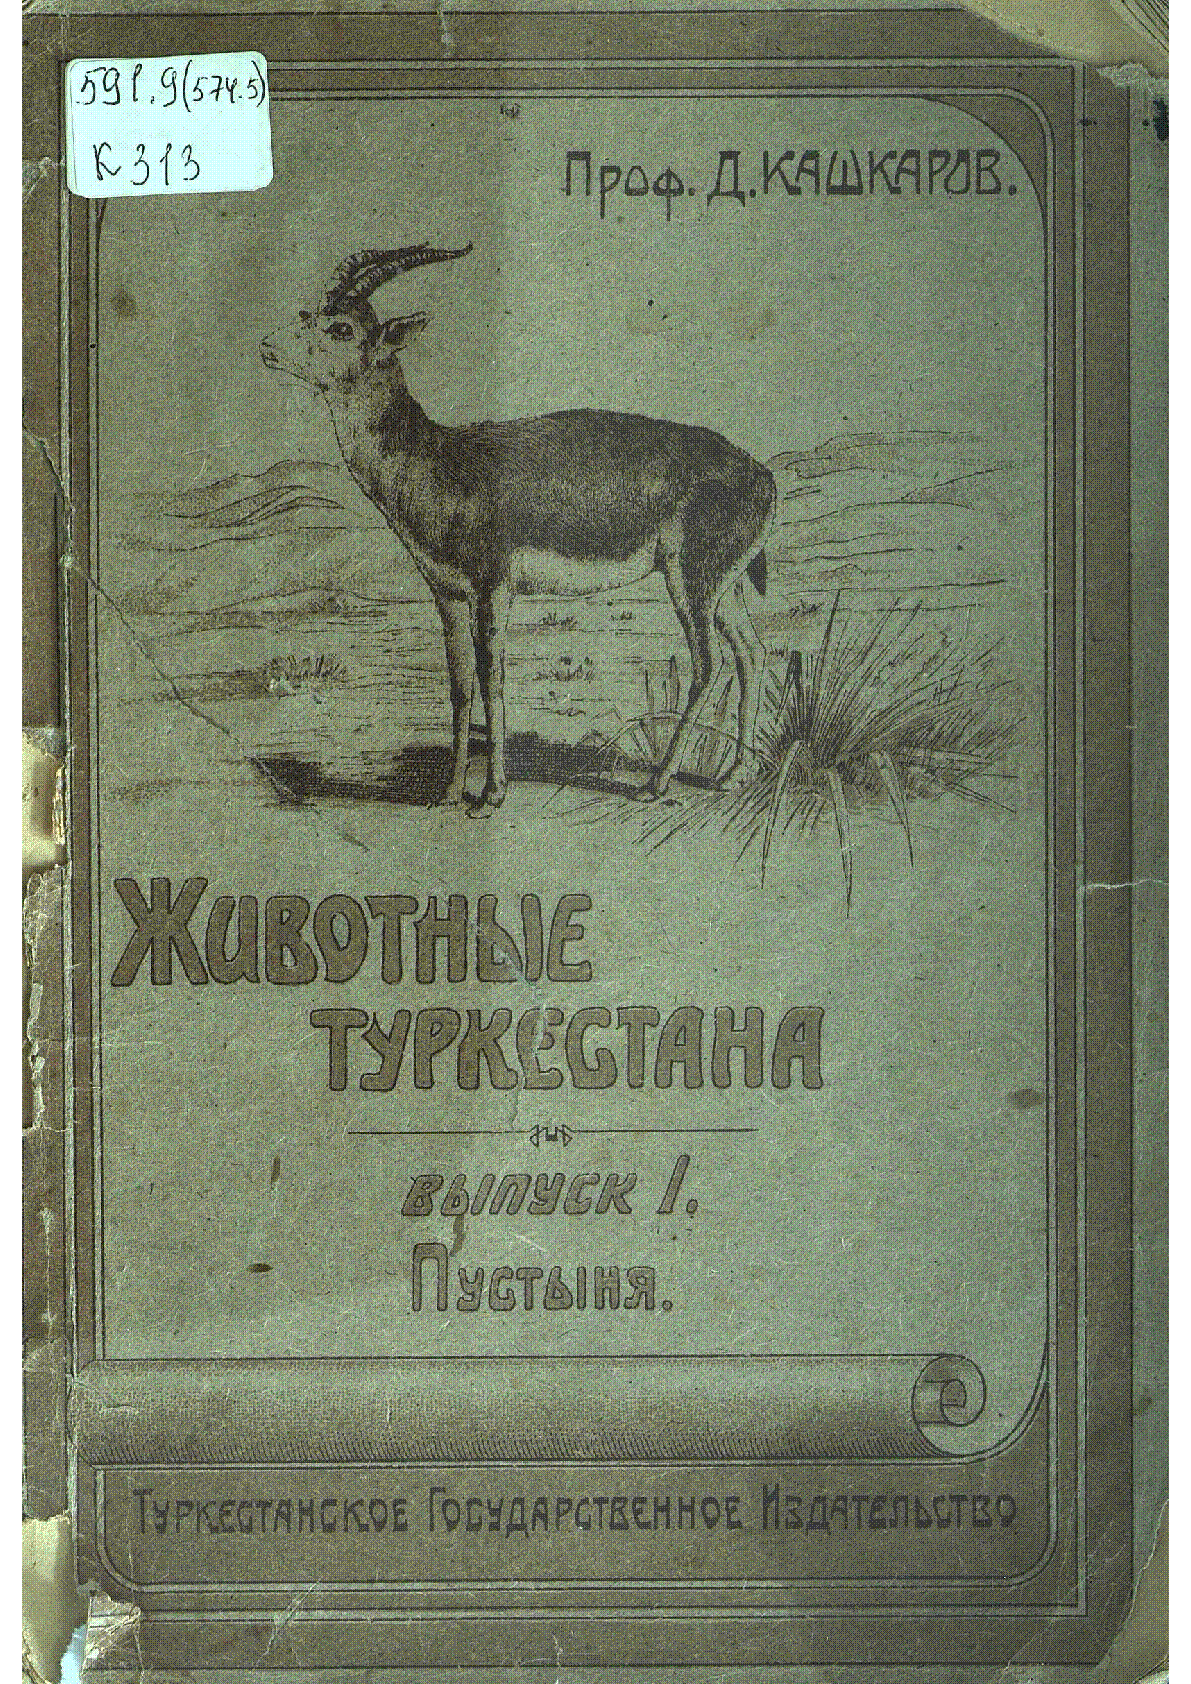 591.9(574.5)
К313
Проф. Д. КАШКАРОВ.
ЖИВОТНЫЕ
ТУРКЕСТАНА
ВЫПУСК I.
ПУСТЫНЯ.
ТУРКЕСТАНСКОЕ ГОСУДАРСТВЕННОЕ ИЗДАТЕЛЬСТВО